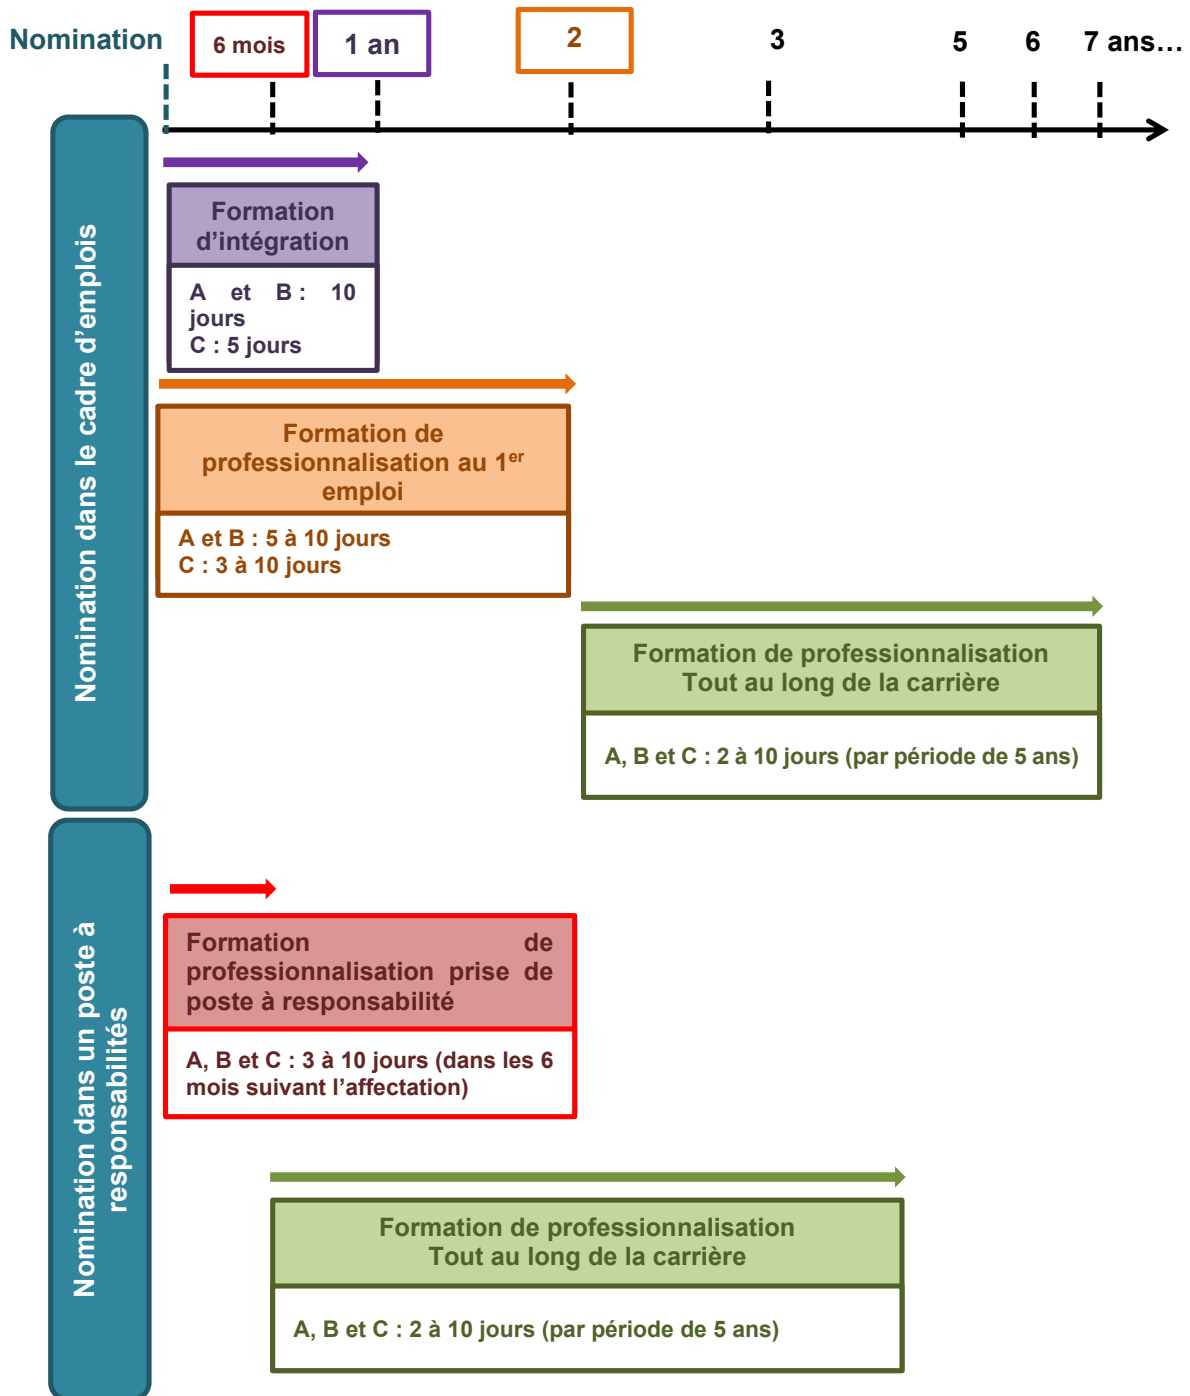 Nomination
6 mois
1 an
2
3
5
6
7 ans…
Nomination dans le cadre d’emplois
Formation
d’intégration
A et B : 10
jours
C : 5 jours
Formation de
professionnalisation au 1er
emploi
A et B : 5 à 10 jours
C : 3 à 10 jours
Formation de professionnalisation
Tout au long de la carrière
A, B et C : 2 à 10 jours (par période de 5 ans)
Nomination dans un poste à
responsabilités
Formation de
professionnalisation prise de
poste à responsabilité
A, B et C : 3 à 10 jours (dans les 6
mois suivant l’affectation)
Formation de professionnalisation
Tout au long de la carrière
A, B et C : 2 à 10 jours (par période de 5 ans)